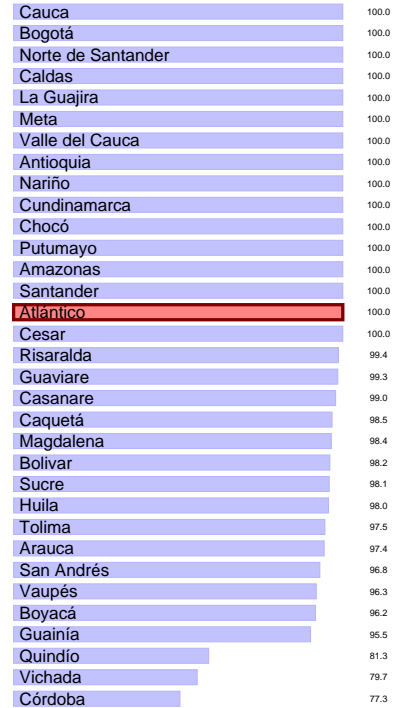 Cauca 100.0
Bogotá 100.0
Norte de Santander 100.0
Caldas 100.0
La Guajira 100.0
Meta 100.0
Valle del Cauca 100.0
Antioquia 100.0
Nariño 100.0
Cundinamarca 100.0
Chocó 100.0
Putumayo 100.0
Amazonas 100.0
Santander 100.0
Atlántico 100.0
Cesar 100.0
Risaralda 99.4
Guaviare 99.3
Casanare 99.0
Caquetá 98.5
Magdalena 98.4
Bolivar 98.2
Sucre 98.1
Huila 98.0
Tolima 97.5
Arauca 97.4
San Andrés 96.8
Vaupés 96.3
Boyacá 96.2
Guainía 95.5
Quindío 81.3
Vichada 79.7
Córdoba 77.3